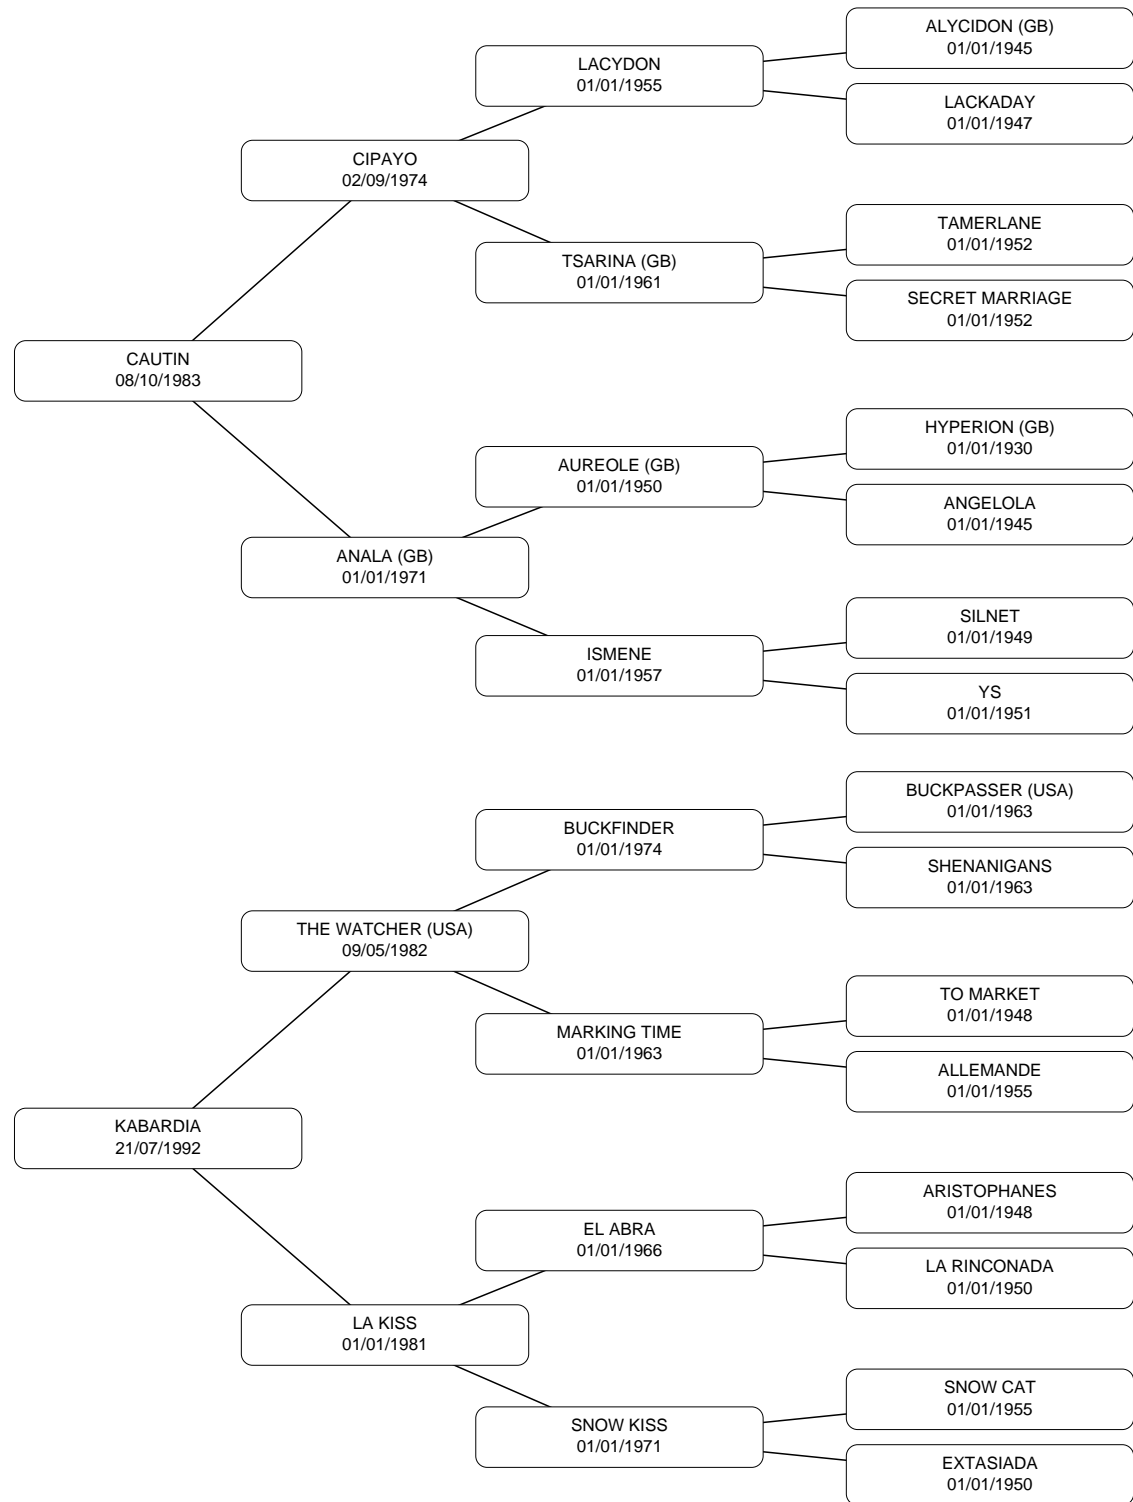 ALYCIDON (GB)
01/01/1945
LACYDON
01/01/1955
LACKADAY
01/01/1947
CIPAYO
02/09/1974
TAMERLANE
01/01/1952
TSARINA (GB)
01/01/1961
SECRET MARRIAGE
01/01/1952
CAUTIN
08/10/1983
HYPERION (GB)
01/01/1930
AUREOLE (GB)
01/01/1950
ANGELOLA
01/01/1945
ANALA (GB)
01/01/1971
SILNET
01/01/1949
ISMENE
01/01/1957
YS
01/01/1951
BUCKPASSER (USA)
01/01/1963
BUCKFINDER
01/01/1974
SHENANIGANS
01/01/1963
THE WATCHER (USA)
09/05/1982
TO MARKET
01/01/1948
MARKING TIME
01/01/1963
ALLEMANDE
01/01/1955
KABARDIA
21/07/1992
ARISTOPHANES
01/01/1948
EL ABRA
01/01/1966
LA RINCONADA
01/01/1950
LA KISS
01/01/1981
SNOW CAT
01/01/1955
SNOW KISS
01/01/1971
EXTASIADA
01/01/1950